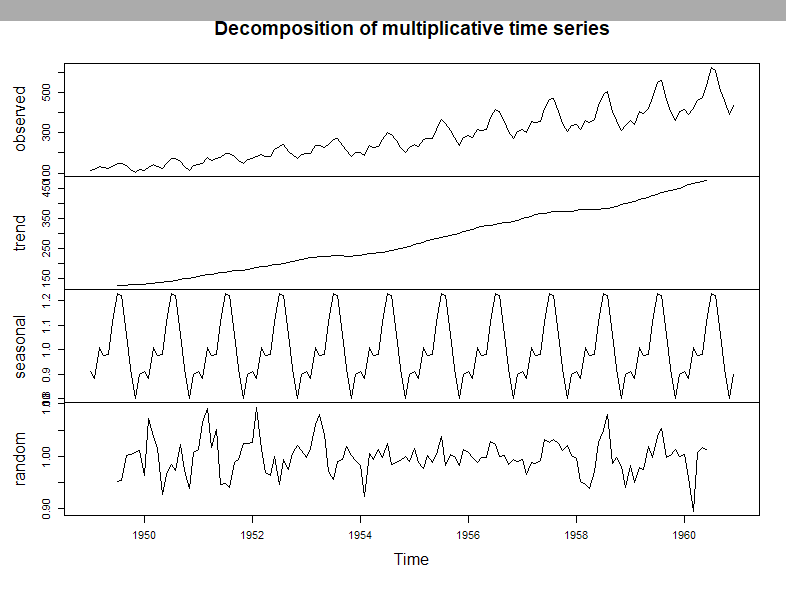 Decomposition of multiplicative time series
observed
500
300
100
trend
450
350
250
150
seasonal
1.2
1.1
1.0
0.9
random
1.00
0.90
1950 1952 1954 1956 1958 1960
Time